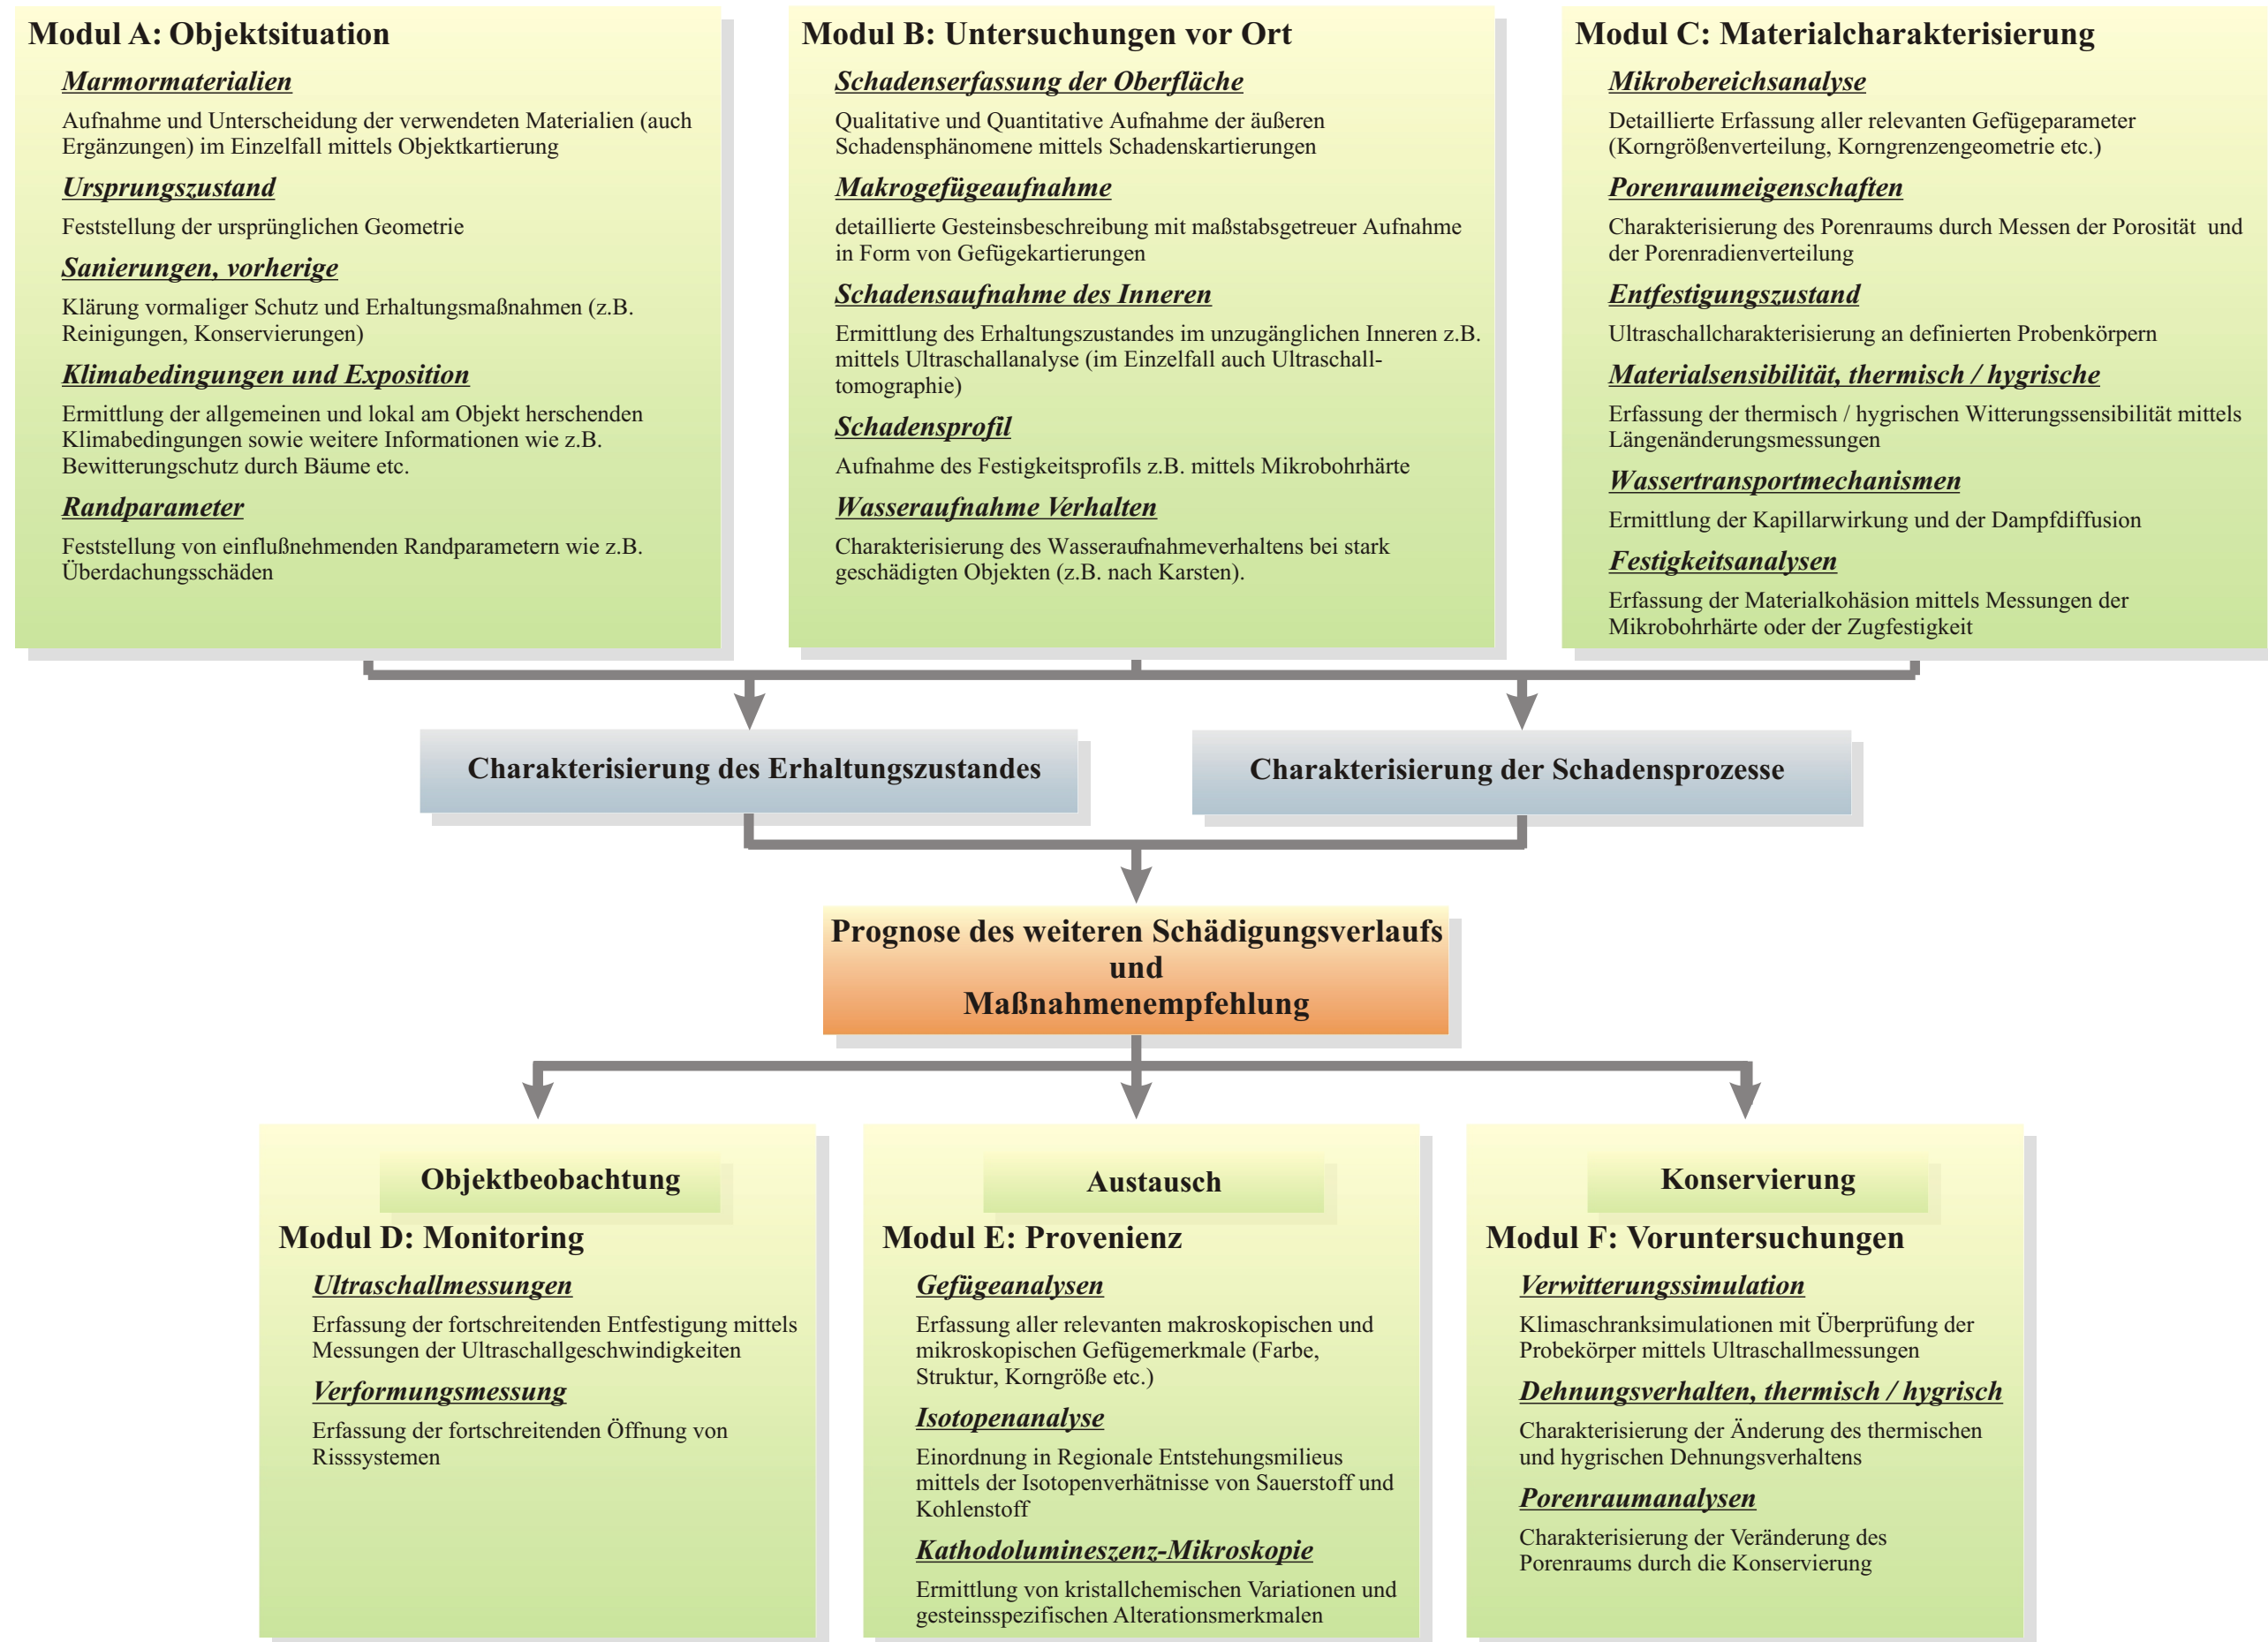 Modul A: Objektsituation
Marmormaterialien
Aufnahme und Unterscheidung der verwendeten Materialien (auch
Ergänzungen) im Einzelfall mittels Objektkartierung
Ursprungszustand
Feststellung der ursprünglichen Geometrie
Sanierungen, vorherige
Klärung vormaliger Schutz und Erhaltungsmaßnahmen (z.B.
Reinigungen, Konservierungen)
Klimabedingungen und Exposition
Ermittlung der allgemeinen und lokal am Objekt herschenden
Klimabedingungen sowie weitere Informationen wie z.B.
Bewitterungschutz durch Bäume etc.
Randparameter
Feststellung von einflußnehmenden Randparametern wie z.B.
Überdachungsschäden
Modul B: Untersuchungen vor Ort
Schadenserfassung der Oberfläche
Qualitative und Quantitative Aufnahme der äußeren
Schadensphänomene mittels Schadenskartierungen
Makrogefügeaufnahme
detaillierte Gesteinsbeschreibung mit maßstabsgetreuer Aufnahme
in Form von Gefügekartierungen
Schadensaufnahme des Inneren
Ermittlung des Erhaltungszustandes im unzugänglichen Inneren z.B.
mittels Ultraschallanalyse (im Einzelfall auch Ultraschall-
tomographie)
Schadensprofil
Aufnahme des Festigkeitsprofils z.B. mittels Mikrobohrhärte
Wasseraufnahme Verhalten
Charakterisierung des Wasseraufnahmeverhaltens bei stark
geschädigten Objekten (z.B. nach Karsten).
Modul C: Materialcharakterisierung
Mikrobereichsanalyse
Detaillierte Erfassung aller relevanten Gefügeparameter
(Korngrößenverteilung, Korngrenzengeometrie etc.)
Porenraumeigenschaften
Charakterisierung des Porenraums durch Messen der Porosität und
der Porenradienverteilung
Entfestigungszustand
Ultraschallcharakterisierung an definierten Probenkörpern
Materialsensibilität, thermisch / hygrische
Erfassung der thermisch / hygrischen Witterungssensibilität mittels
Längenänderungsmessungen
Wassertransportmechanismen
Ermittlung der Kapillarwirkung und der Dampfdiffusion
Festigkeitsanalysen
Erfassung der Materialkohäsion mittels Messungen der
Mikrobohrhärte oder der Zugfestigkeit
Charakterisierung des Erhaltungszustandes
Charakterisierung der Schadensprozesse
Prognose des weiteren Schädigungsverlaufs
und
Maßnahmenempfehlung
Objektbeobachtung
Modul D: Monitoring
Ultraschallmessungen
Erfassung der fortschreitenden Entfestigung mittels
Messungen der Ultraschallgeschwindigkeiten
Verformungsmessung
Erfassung der fortschreitenden Öffnung von
Risssystemen
Austausch
Modul E: Provenienz
Gefügeanalysen
Erfassung aller relevanten makroskopischen und
mikroskopischen Gefügemerkmale (Farbe,
Struktur, Korngröße etc.)
Isotopenanalyse
Einordnung in Regionale Entstehungsmilieus
mittels der Isotopenverhätnisse von Sauerstoff und
Kohlenstoff
Kathodolumineszenz-Mikroskopie
Ermittlung von kristallchemischen Variationen und
gesteinsspezifischen Alterationsmerkmalen
Konservierung
Modul F: Voruntersuchungen
Verwitterungssimulation
Klimaschranksimulationen mit Überprüfung der
Probekörper mittels Ultraschallmessungen
Dehnungsverhalten, thermisch / hygrisch
Charakterisierung der Änderung des thermischen
und hygrischen Dehnungsverhaltens
Porenraumanalysen
Charakterisierung der Veränderung des
Porenraums durch die Konservierung